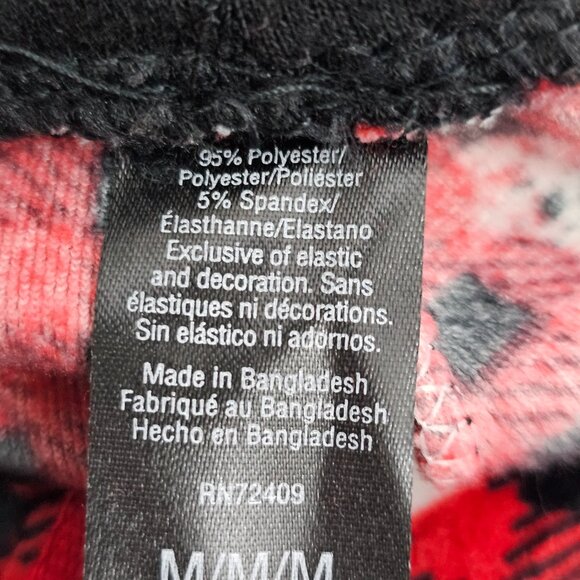 95% Polyester/
Polyester/Poliéster
5% Spandex/
Élasthanne/Elastano
Exclusive of elastic
and decoration. Sans
élastiques ni décorations.
Sin elástico ni adornos.
Made in Bangladesh
Fabriqué au Bangladesh
Hecho en Bangladesh
RN72409
M/M/M